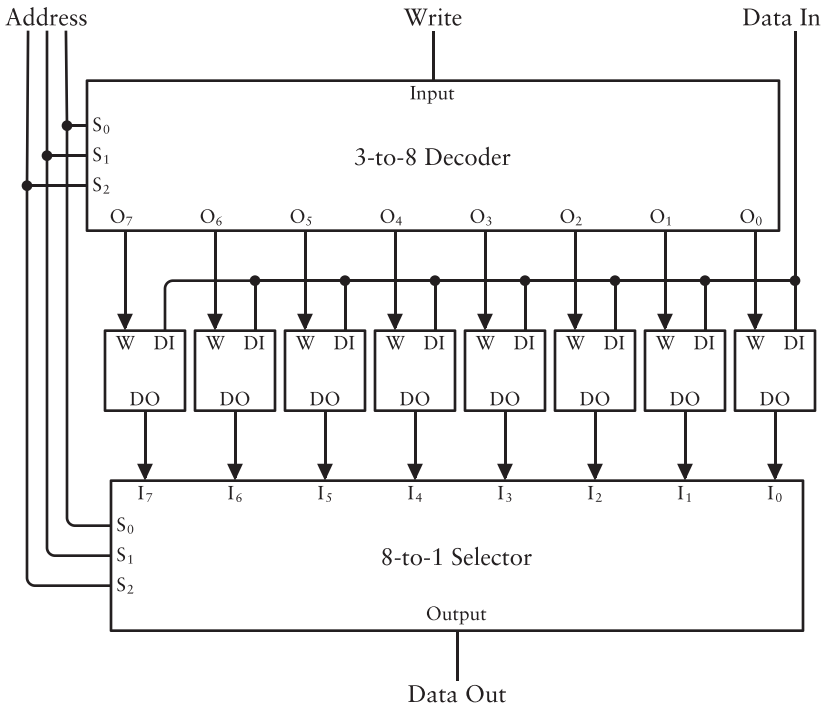 Address Write Data In
Input
S₀
S₁ 3-to-8 Decoder
S₂
O₇ O₆ O₅ O₄ O₃ O₂ O₁ O₀
W DI W DI W DI W DI W DI W DI W DI W DI
DO DO DO DO DO DO DO DO
I₇ I₆ I₅ I₄ I₃ I₂ I₁ I₀
S₀
S₁ 8-to-1 Selector
S₂
Output
Data Out